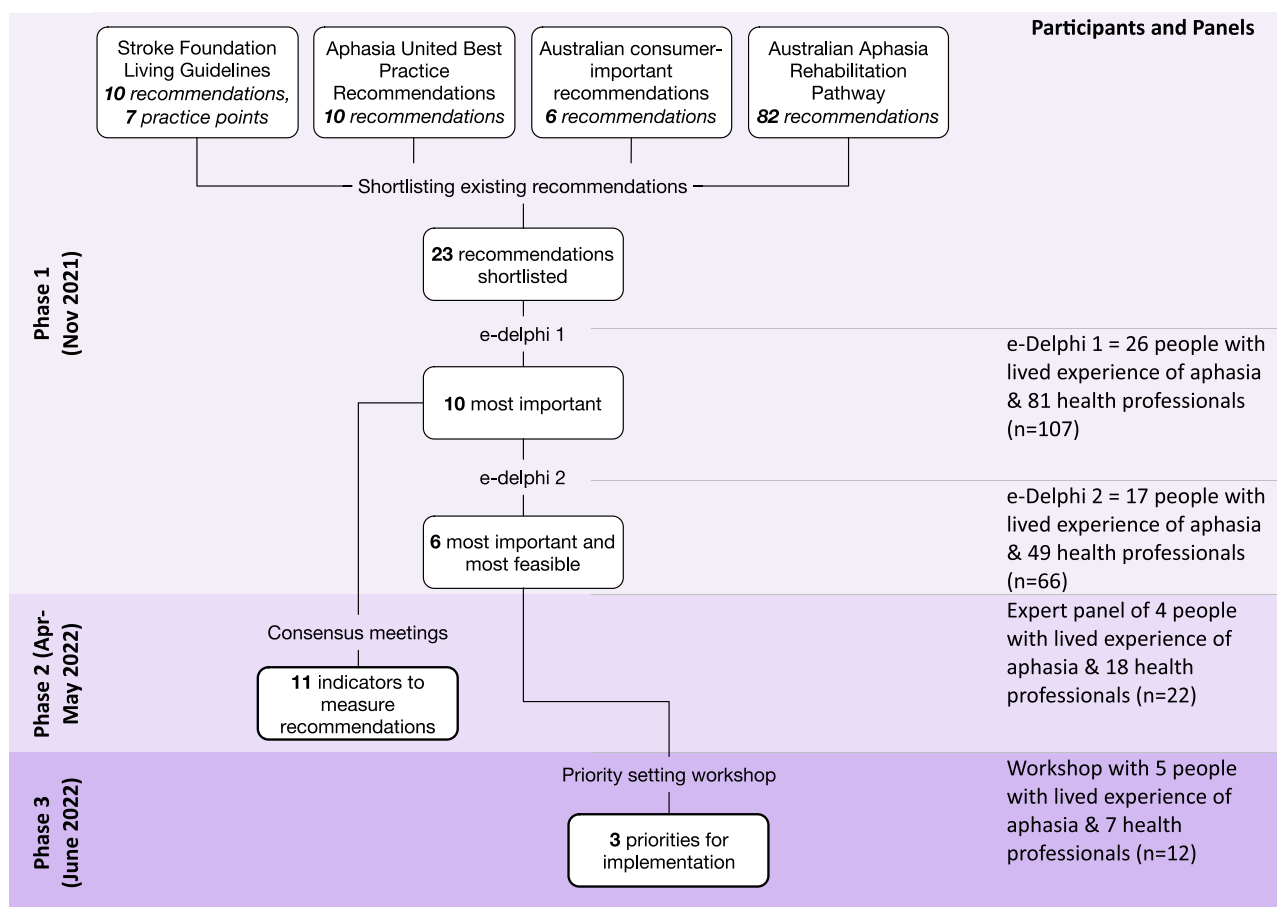 Participants and Panels
Stroke Foundation
Living Guidelines
10 recommendations,
7 practice points
Aphasia United Best
Practice
Recommendations
10 recommendations
Australian consumer-
important
recommendations
6 recommendations
Australian Aphasia
Rehabilitation
Pathway
82 recommendations
Shortlisting existing recommendations
23 recommendations
shortlisted
Phase 1
(Nov 2021)
e-delphi 1
e-Delphi 1 = 26 people with
lived experience of aphasia
& 81 health professionals
(n=107)
10 most important
e-delphi 2
e-Delphi 2 = 17 people with
lived experience of aphasia
& 49 health professionals
(n=66)
6 most important and
most feasible
Phase 2 (Apr-
May 2022)
Consensus meetings
11 indicators to
measure
recommendations
Expert panel of 4 people
with lived experience of
aphasia & 18 health
professionals (n=22)
Phase 3
(June 2022)
Priority setting workshop
3 priorities for
implementation
Workshop with 5 people
with lived experience of
aphasia & 7 health
professionals (n=12)